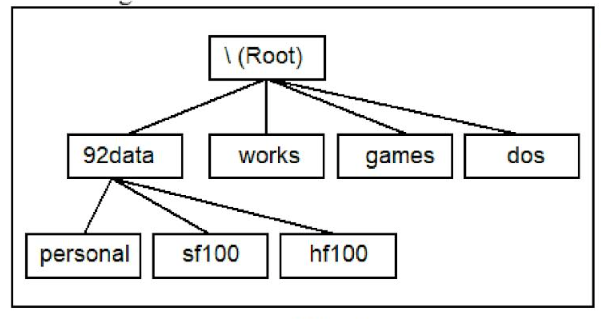 \ (Root)
92data works games dos
personal sf100 hf100